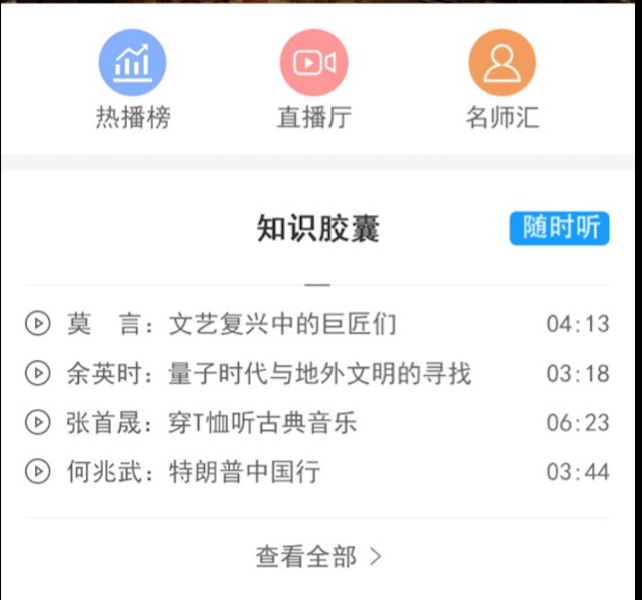 热播榜 直播厅 名师汇
知识胶囊 随时听
莫 言：文艺复兴中的巨匠们 04:13
余英时：量子时代与地外文明的寻找 03:18
张首晟：穿T恤听古典音乐 06:23
何兆武：特朗普中国行 03:44
查看全部 >